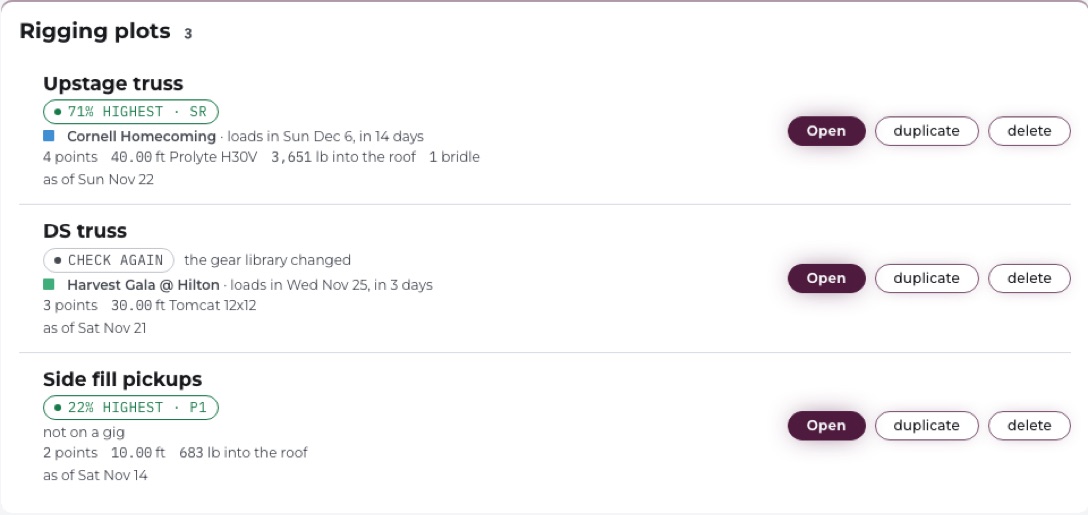 Rigging plots 3
Upstage truss
71% HIGHEST · SR
Cornell Homecoming · loads in Sun Dec 6, in 14 days
4 points 40.00 ft Prolyte H30V 3,651 lb into the roof 1 bridle
as of Sun Nov 22
Open duplicate delete
DS truss
CHECK AGAIN the gear library changed
Harvest Gala @ Hilton · loads in Wed Nov 25, in 3 days
3 points 30.00 ft Tomcat 12x12
as of Sat Nov 21
Open duplicate delete
Side fill pickups
22% HIGHEST · P1
not on a gig
2 points 10.00 ft 683 lb into the roof
as of Sat Nov 14
Open duplicate delete